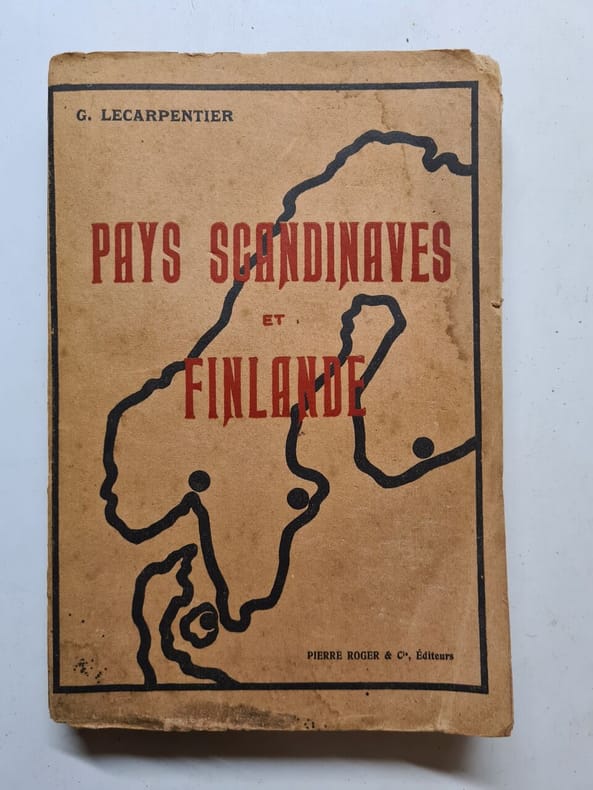 G. LECARPENTIER
PAYS SCANDINAVES
ET
FINLANDE
PIERRE ROGER & Cie, Éditeurs